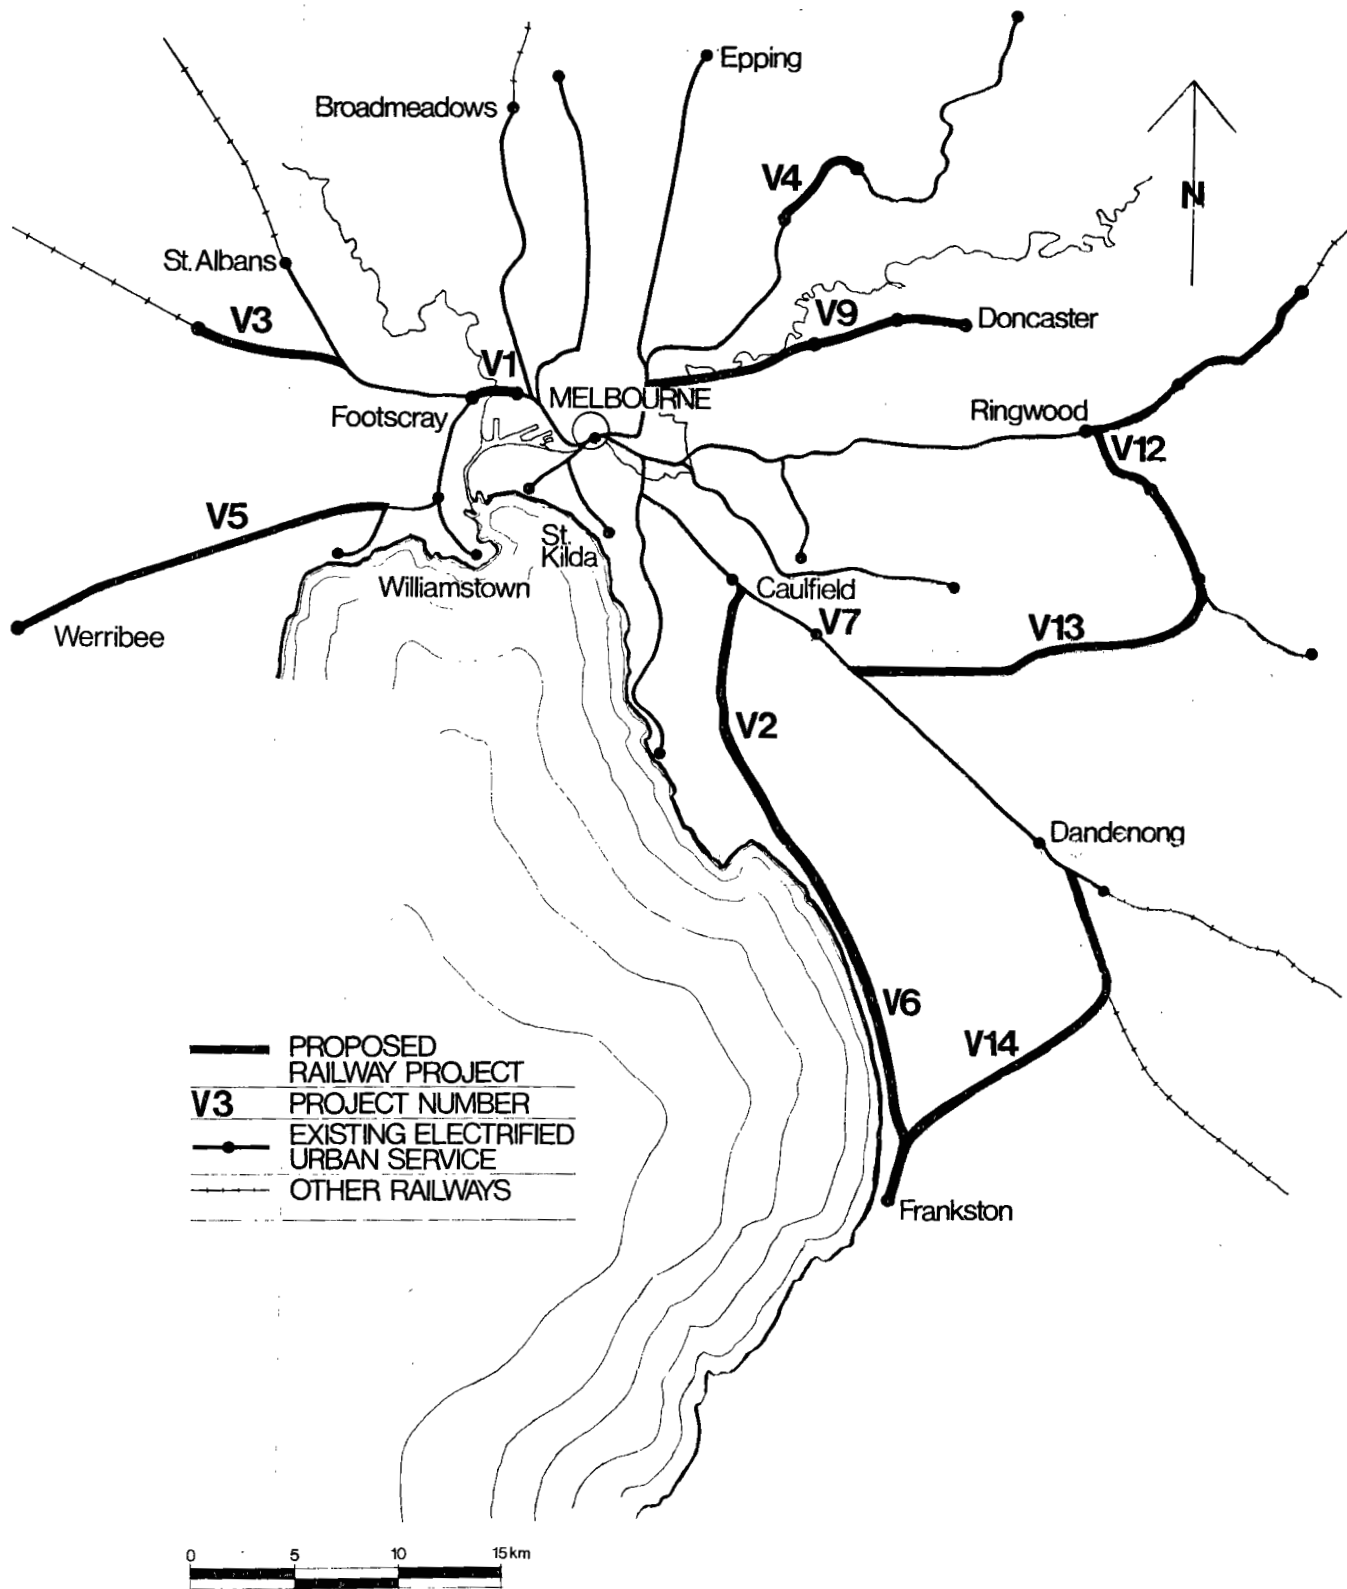 Epping
Broadmeadows
V4
N
St. Albans
V3
V9
Doncaster
V1
MELBOURNE
Footscray
Ringwood
V12
V5
St.
Kilda
Williamstown
Caulfield
V7
V13
Werribee
V2
Dandenong
V6
V14
PROPOSED
RAILWAY PROJECT
V3 PROJECT NUMBER
EXISTING ELECTRIFIED
URBAN SERVICE
OTHER RAILWAYS
Frankston
0 5 10 15 km